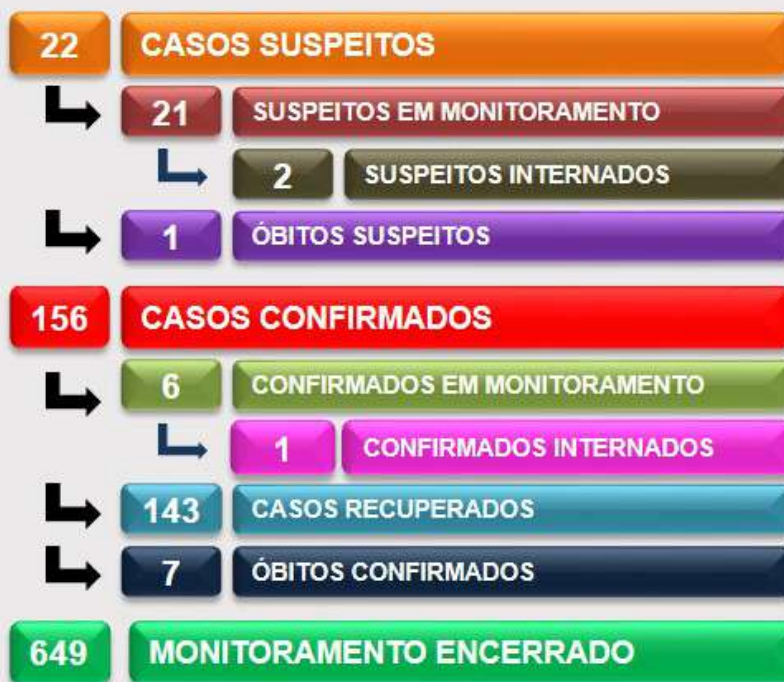 22 CASOS SUSPEITOS
21 SUSPEITOS EM MONITORAMENTO
2 SUSPEITOS INTERNADOS
1 ÓBITOS SUSPEITOS
156 CASOS CONFIRMADOS
6 CONFIRMADOS EM MONITORAMENTO
1 CONFIRMADOS INTERNADOS
143 CASOS RECUPERADOS
7 ÓBITOS CONFIRMADOS
649 MONITORAMENTO ENCERRADO